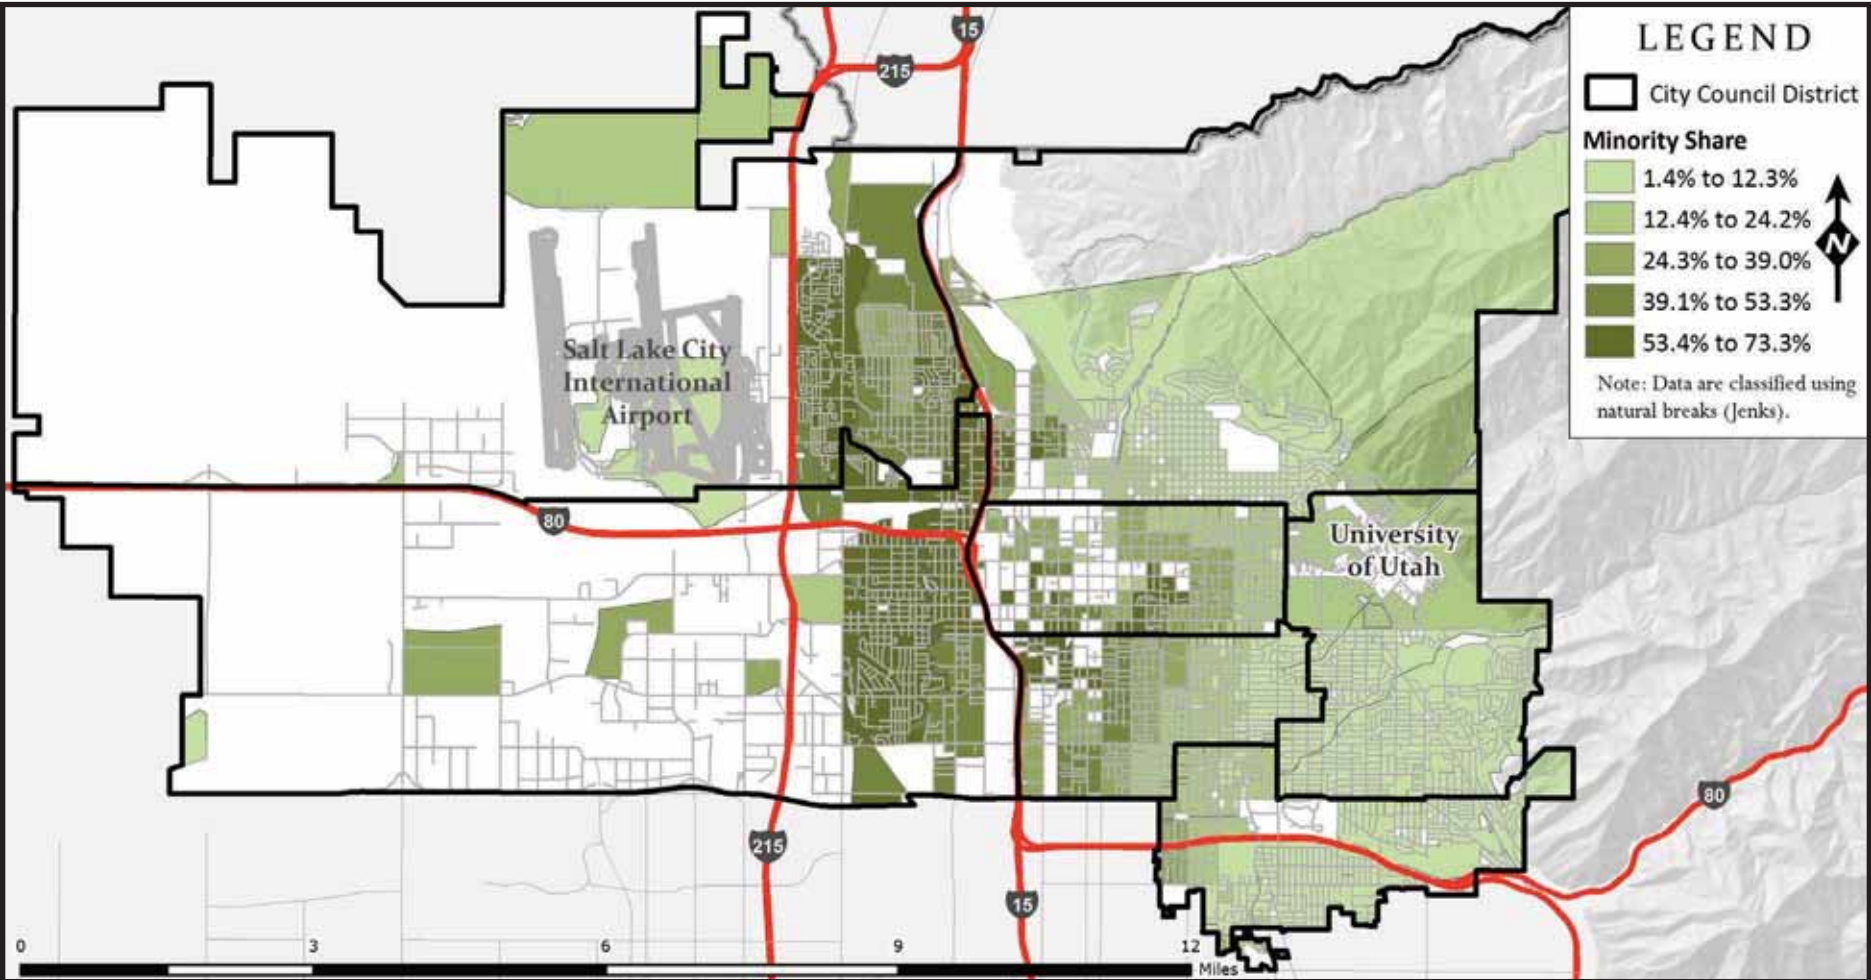 15
215
LEGEND
City Council District
Minority Share
1.4% to 12.3%
12.4% to 24.2%
24.3% to 39.0%
39.1% to 53.3%
53.4% to 73.3%
N
Note: Data are classified using
natural breaks (Jenks).
Salt Lake City
International
Airport
80
University
of Utah
80
215
15
0 3 6 9 12
Miles